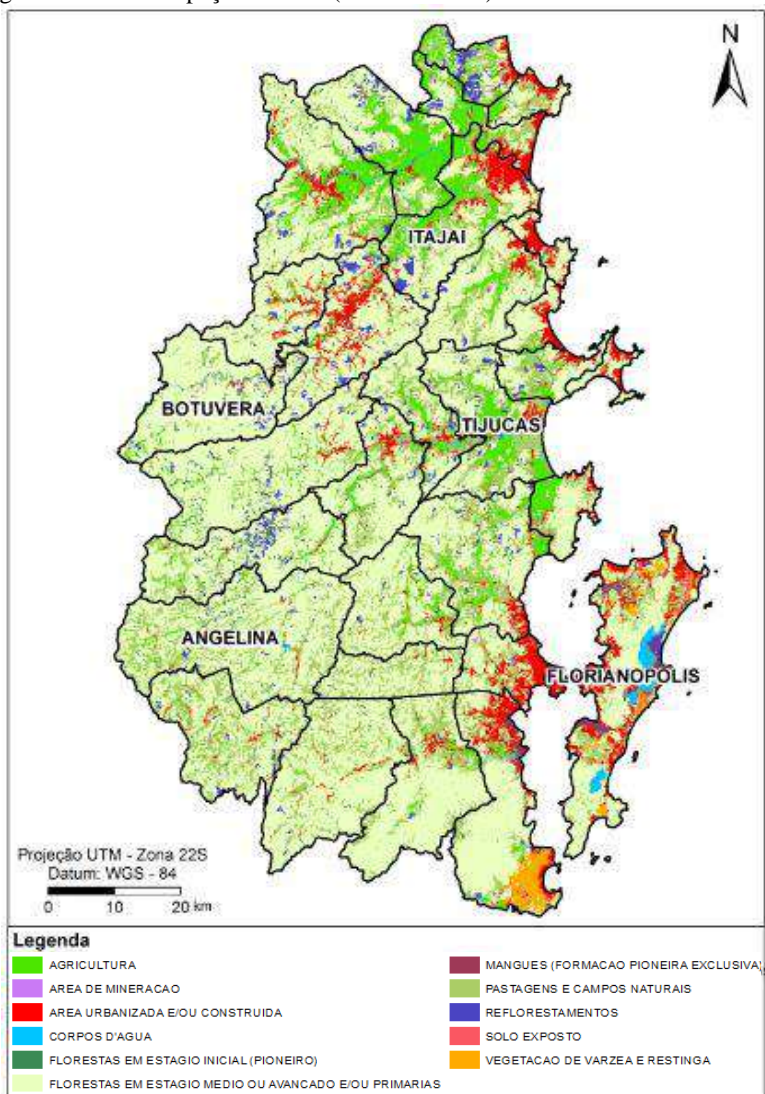 N
ITAJAI
BOTUVERA
TIJUCAS
ANGELINA
FLORIANOPOLIS
Projeção UTM - Zona 22S
Datum: WGS - 84
0 10 20 km
Legenda
AGRICULTURA
AREA DE MINERACAO
AREA URBANIZADA E/OU CONSTRUIDA
CORPOS D'AGUA
FLORESTAS EM ESTAGIO INICIAL (PIONEIRO)
FLORESTAS EM ESTAGIO MEDIO OU AVANCADO E/OU PRIMARIAS
MANGUES (FORMACAO PIONEIRA EXCLUSIVA)
PASTAGENS E CAMPOS NATURAIS
REFLORESTAMENTOS
SOLO EXPOSTO
VEGETACAO DE VARZEA E RESTINGA